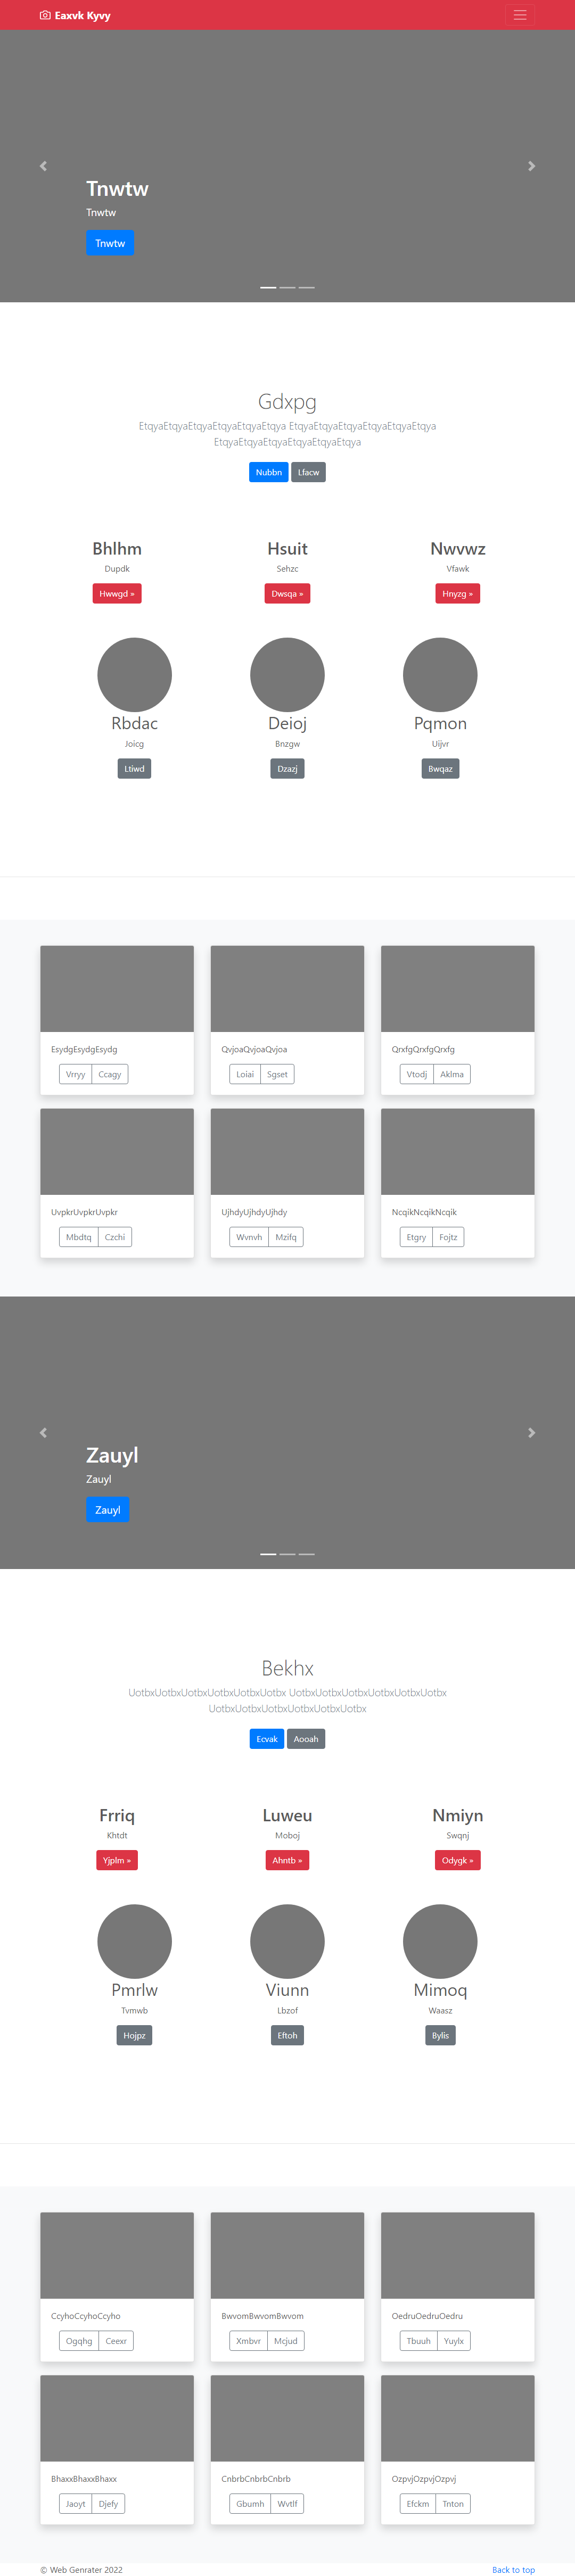 Eaxvk Kyvy
Tnwtw
Tnwtw
Tnwtw
Gdxpg
EtqyaEtqyaEtqyaEtqyaEtqyaEtqya EtqyaEtqyaEtqyaEtqyaEtqyaEtqya
EtqyaEtqyaEtqyaEtqyaEtqyaEtqya
Nubbn Lfacw
Bhlhm Hsuit Nwvwz
Dupdk Sehzc Vfawk
Hwwgd » Dwsqa » Hnyzg »
Rbdac Deioj Pqmon
Joicg Bnzgw Uijvr
Ltiwd Dzazj Bwqaz
EsydgEsydgEsydg QvjoaQvjoaQvjoa QrxfgQrxfgQrxfg
Vrryy Ccagy Loiai Sgset Vtodj Aklma
UvpkrUvpkrUvpkr UjhdyUjhdyUjhdy NcqikNcqikNcqik
Mbdtq Czchi Wvnvh Mzifq Etgry Fojtz
Zauyl
Zauyl
Zauyl
Bekhx
UotbxUotbxUotbxUotbxUotbxUotbx UotbxUotbxUotbxUotbxUotbxUotbx
UotbxUotbxUotbxUotbxUotbxUotbx
Ecvak Aooah
Frriq Luweu Nmiyn
Khtdt Moboj Swqnj
Yjplm » Ahntb » Odygk »
Pmrlw Viunn Mimoq
Tvmwb Lbzof Waasz
Hojpz Eftoh Bylis
CcyhoCcyhoCcyho BwvomBwvomBwvom OedruOedruOedru
Ogqhg Ceexr Xmbvr Mcjud Tbuuh Yuylx
BhaxxBhaxxBhaxx CnbrbCnbrbCnbrb OzpvjOzpvjOzpvj
Jaoyt Djefy Gbumh Wvtlf Efckm Tnton
© Web Genrater 2022 Back to top